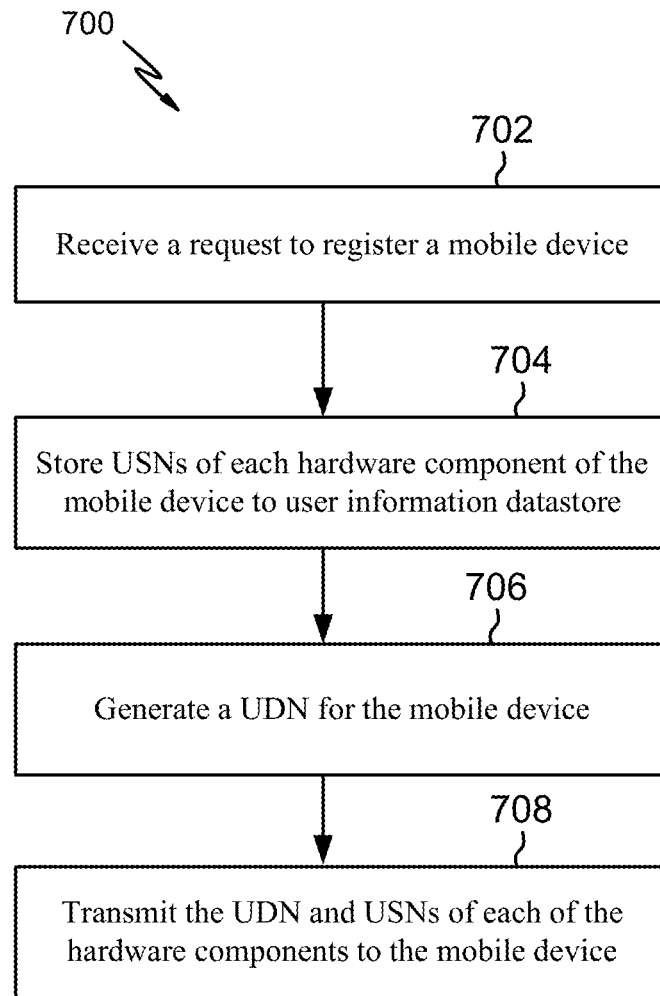 700
702
Receive a request to register a mobile device
704
Store USNs of each hardware component of the
mobile device to user information datastore
706
Generate a UDN for the mobile device
708
Transmit the UDN and USNs of each of the
hardware components to the mobile device